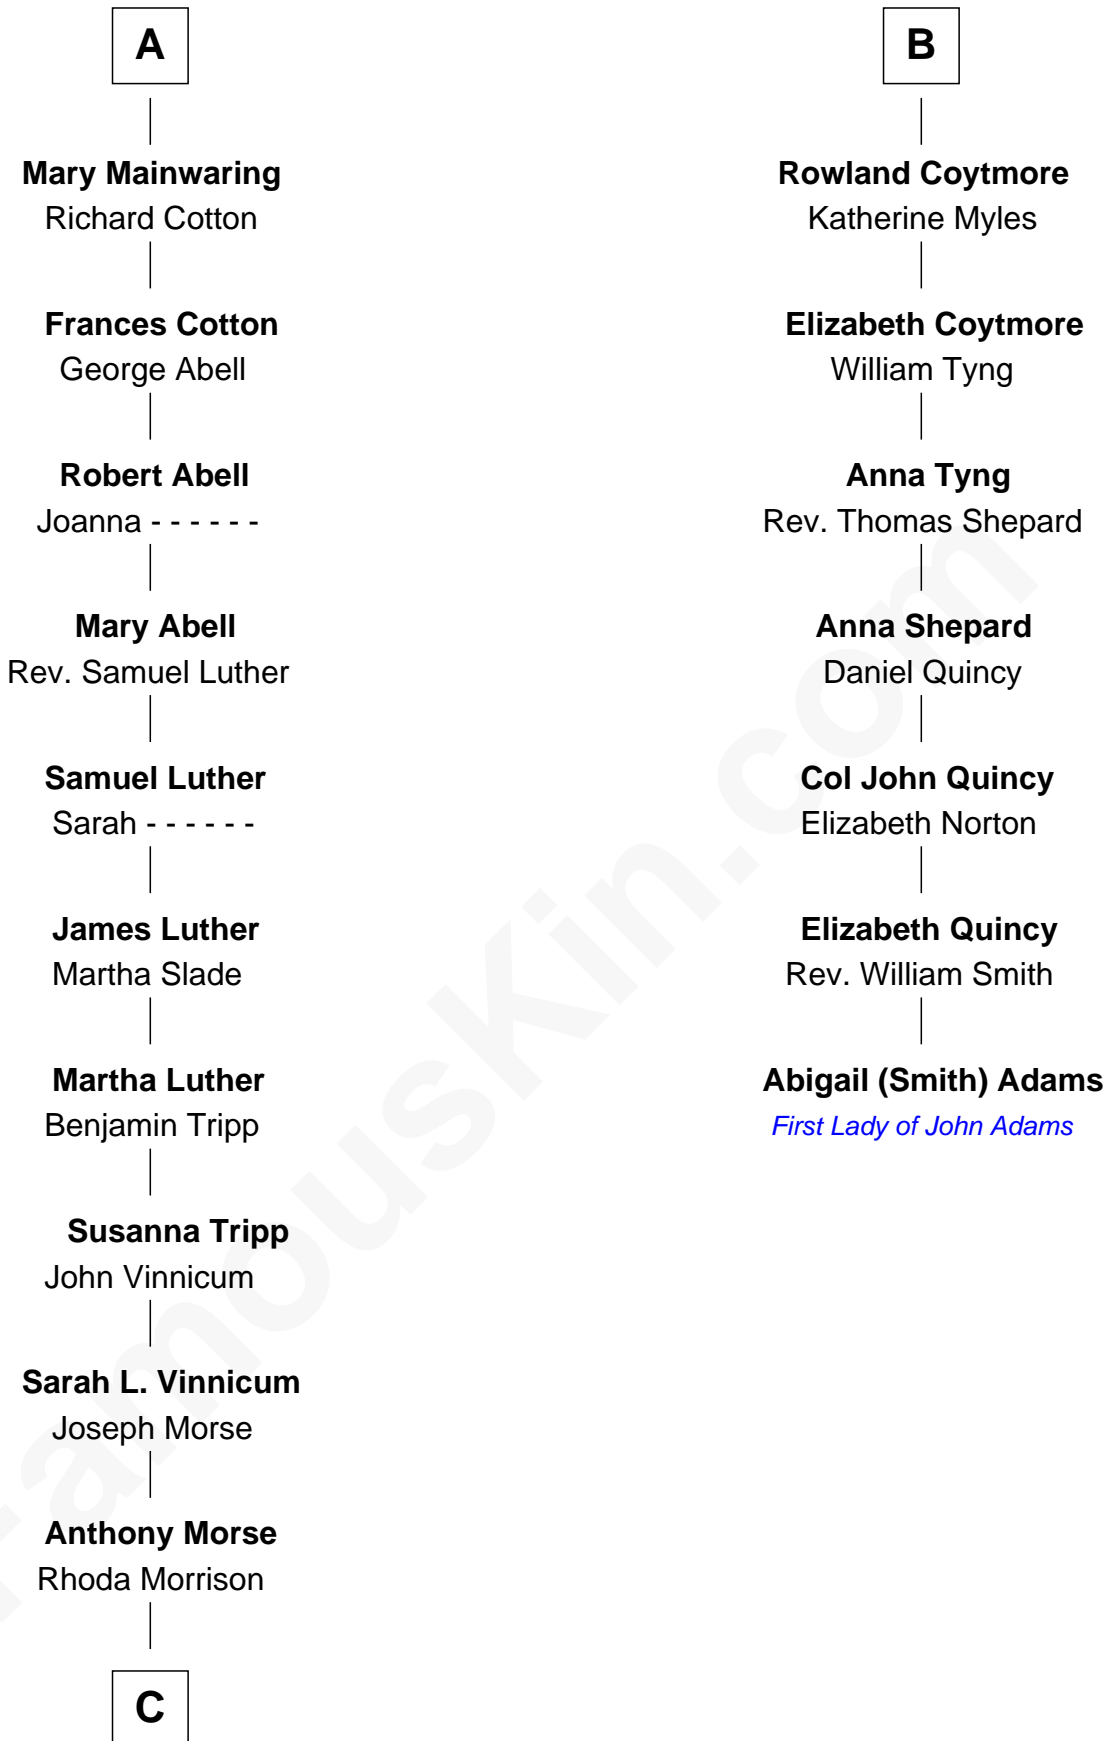 A
Mary Mainwaring
Richard Cotton
Frances Cotton
George Abell
Robert Abell
Joanna - - - - - -
Mary Abell
Rev. Samuel Luther
Samuel Luther
Sarah - - - - - -
James Luther
Martha Slade
Martha Luther
Benjamin Tripp
Susanna Tripp
John Vinnicum
Sarah L. Vinnicum
Joseph Morse
Anthony Morse
Rhoda Morrison
C
B
Rowland Coytmore
Katherine Myles
Elizabeth Coytmore
William Tyng
Anna Tyng
Rev. Thomas Shepard
Anna Shepard
Daniel Quincy
Col John Quincy
Elizabeth Norton
Elizabeth Quincy
Rev. William Smith
Abigail (Smith) Adams
First Lady of John Adams
FamousKin.com